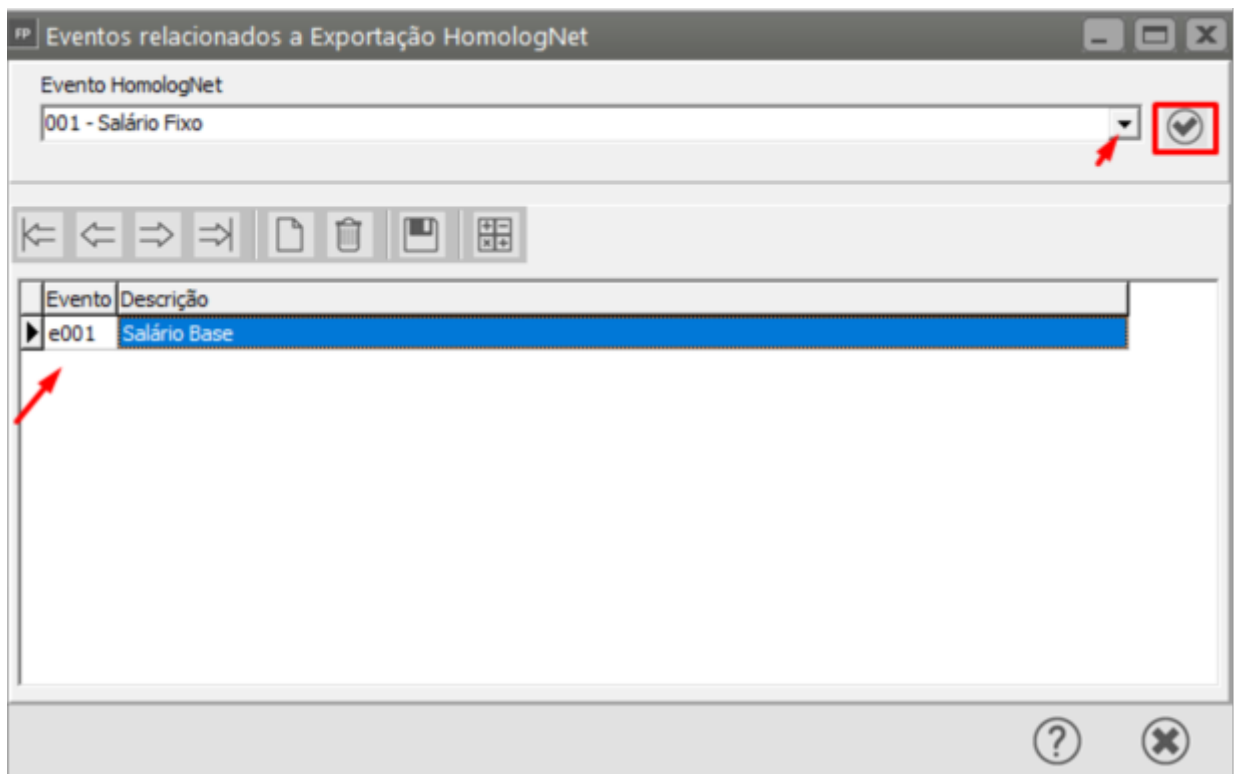 FP Eventos relacionados a Exportação HomologNet
Evento HomologNet
001 - Salário Fixo
Evento Descrição
e001 Salário Base